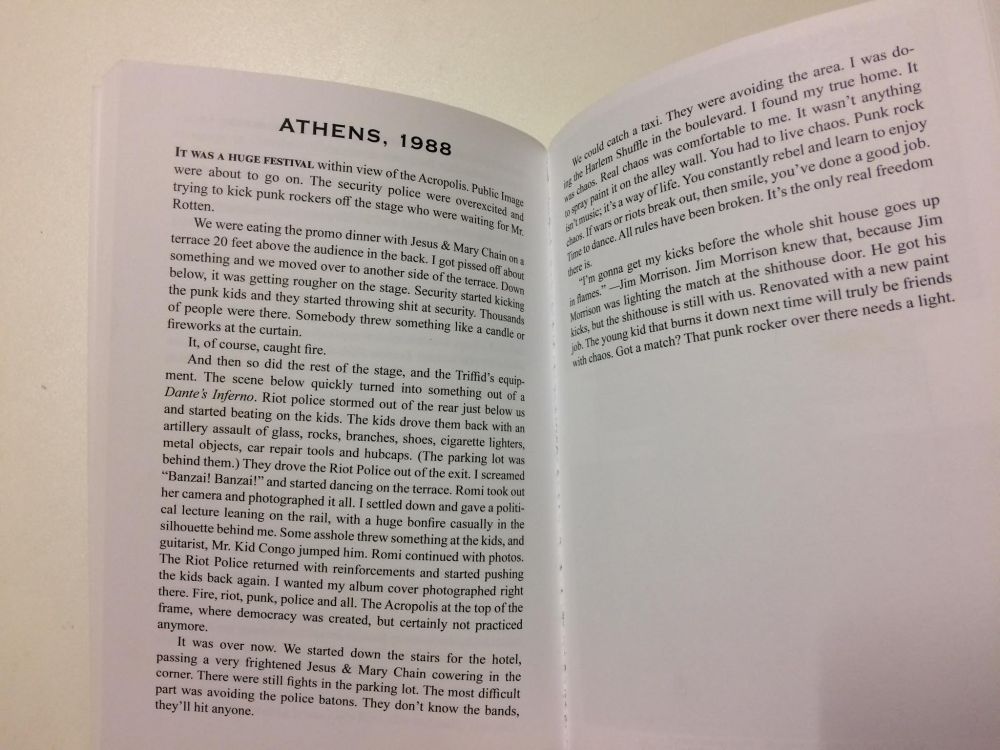 ATHENS, 1988
IT WAS A HUGE FESTIVAL within view of the Acropolis. Public Image
were about to go on. The security police were overexcited and
trying to kick punk rockers off the stage who were waiting for Mr.
Rotten.
We were eating the promo dinner with Jesus & Mary Chain on a
terrace 20 feet above the audience in the back. I got pissed off about
something and we moved over to another side of the terrace. Down
below, it was getting rougher on the stage. Security started kicking
the punk kids and they started throwing shit at security. Thousands
of people were there. Somebody threw something like a candle or
fireworks at the curtain.
It, of course, caught fire.
And then so did the rest of the stage, and the Triffid's equip-
ment. The scene below quickly turned into something out of a
Dante's Inferno. Riot police stormed out of the rear just below us
and started beating on the kids. The kids drove them back with an
artillery assault of glass, rocks, branches, shoes, cigarette lighters,
metal objects, car repair tools and hubcaps. (The parking lot was
behind them.) They drove the Riot Police out of the exit. I screamed
“Banzai! Banzai!” and started dancing on the terrace. Romi took out
her camera and photographed it all. I settled down and gave a politi-
cal lecture leaning on the rail, with a huge bonfire casually in the
silhouette behind me. Some asshole threw something at the kids, and
guitarist, Mr. Kid Congo jumped him. Romi continued with photos.
The Riot Police returned with reinforcements and started pushing
the kids back again. I wanted my album cover photographed right
there. Fire, riot, punk, police and all. The Acropolis at the top of the
frame, where democracy was created, but certainly not practiced
anymore.
It was over now. We started down the stairs for the hotel,
passing a very frightened Jesus & Mary Chain cowering in the
corner. There were still fights in the parking lot. The most difficult
part was avoiding the police batons. They don't know the bands,
they'll hit anyone.
We could catch a taxi. They were avoiding the area. I was do-
ing the Harlem Shuffle in the boulevard. I found my true home. It
was chaos. Real chaos was comfortable to me. It wasn't anything
to spray paint it on the alley wall. You had to live chaos. Punk rock
isn't music; it's a way of life. You constantly rebel and learn to enjoy
chaos. If wars or riots break out, then smile, you've done a good job.
Time to dance. All rules have been broken. It's the only real freedom
there is.
“I'm gonna get my kicks before the whole shit house goes up
in flames.” —Jim Morrison. Jim Morrison knew that, because Jim
Morrison was lighting the match at the shithouse door. He got his
kicks, but the shithouse is still with us. Renovated with a new paint
job. The young kid that burns it down next time will truly be friends
with chaos. Got a match? That punk rocker over there needs a light.